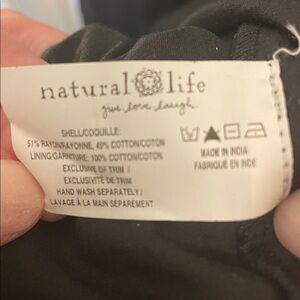 natural life
give love laugh
SHELL/COQUILLE:
51% RAYON/RAYONNE, 49% COTTON/COTON
LINING/GARNITURE: 100% COTTON/COTON
EXCLUSIVE OF TRIM /
EXCLUSIVITÉ DE TRIM
HAND WASH SEPARATELY /
LAVAGE À LA MAIN SÉPARÉMENT
MADE IN INDIA
FABRIQUÉ EN INDE